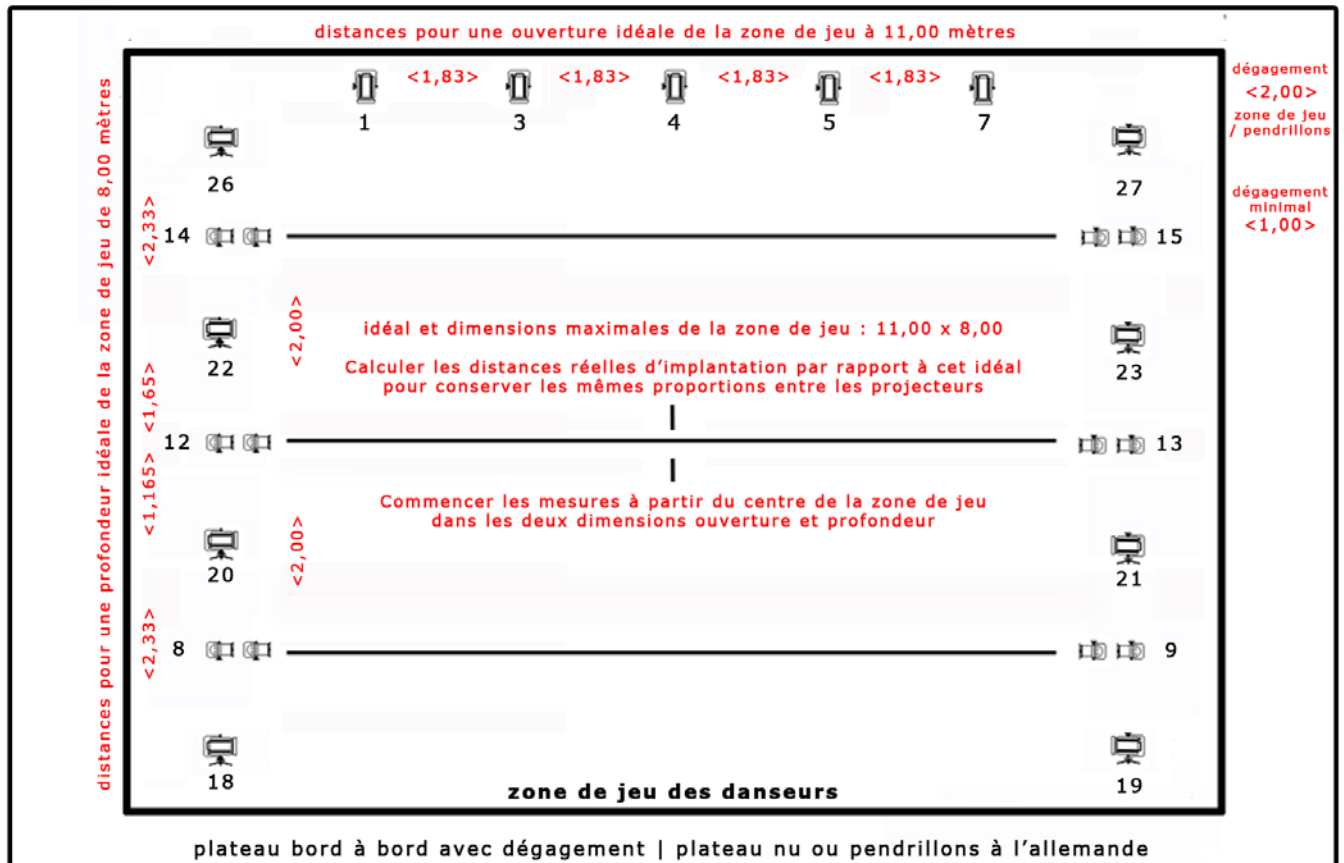 distances pour une ouverture idéale de la zone de jeu à 11,00 mètres
<1,83> <1,83> <1,83> <1,83>
1 3 4 5 7
dégagement
<2,00>
zone de jeu
/ pendrillons
dégagement
minimal
<1,00>
distances pour une profondeur idéale de la zone de jeu de 8,00 mètres
26 27
<2,33>
14 15
<2,00>
22 23
idéal et dimensions maximales de la zone de jeu : 11,00 x 8,00
Calculer les distances réelles d’implantation par rapport à cet idéal
pour conserver les mêmes proportions entre les projecteurs
<1,65>
12 13
<1,165>
Commencer les mesures à partir du centre de la zone de jeu
dans les deux dimensions ouverture et profondeur
<2,00>
20 21
<2,33>
8 9
18 19
zone de jeu des danseurs
plateau bord à bord avec dégagement | plateau nu ou pendrillons à l’allemande